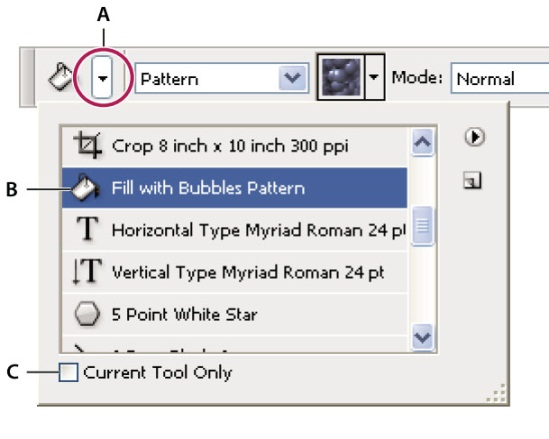 A
Pattern Mode: Normal
Crop 8 inch x 10 inch 300 ppi
B Fill with Bubbles Pattern
T Horizontal Type Myriad Roman 24
T Vertical Type Myriad Roman 24 pt
5 Point White Star
C Current Tool Only